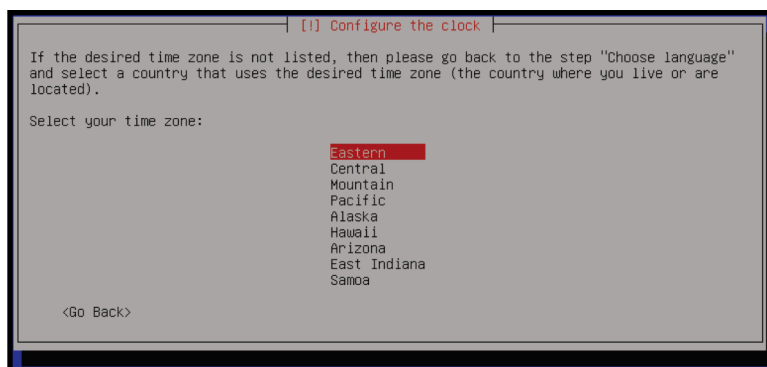 [!] Configure the clock
If the desired time zone is not listed, then please go back to the step "Choose language"
and select a country that uses the desired time zone (the country where you live or are
located).
Select your time zone:
Eastern
Central
Mountain
Pacific
Alaska
Hawaii
Arizona
East Indiana
Samoa
<Go Back>